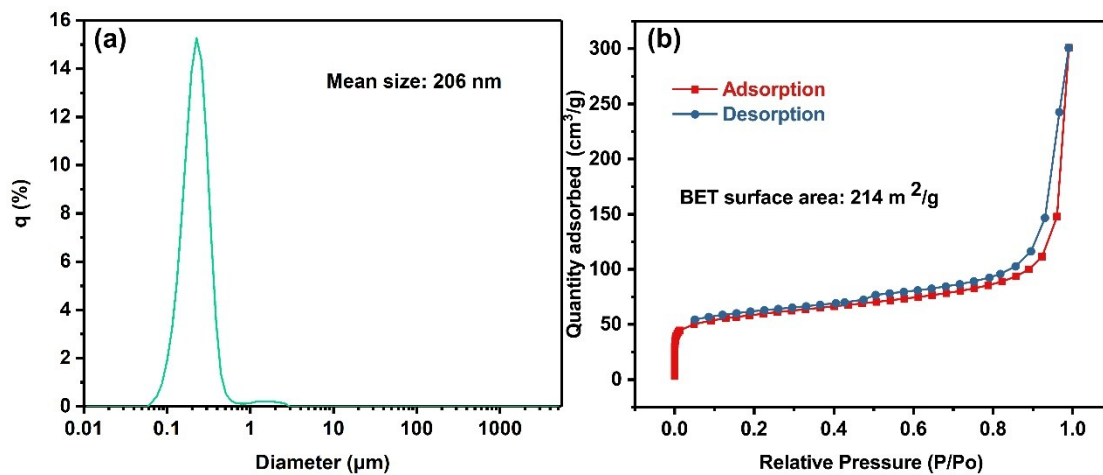 (a)
Mean size: 206 nm
q (%)
16
14
12
10
8
6
4
2
0
0.01 0.1 1 10 100 1000
Diameter (µm)
(b)
Adsorption
Desorption
BET surface area: 214 m 2/g
Quantity adsorbed (cm3/g)
300
250
200
150
100
50
0
0.0 0.2 0.4 0.6 0.8 1.0
Relative Pressure (P/Po)